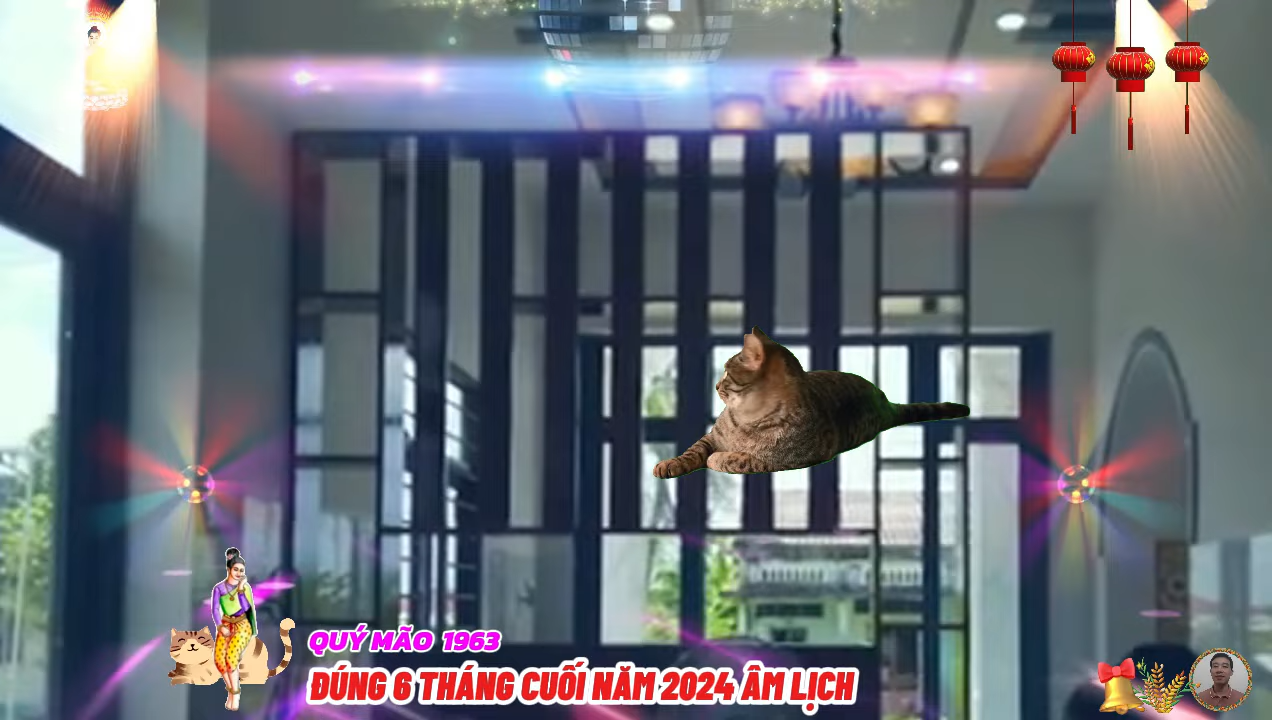 QUÝ MÃO 1963
ĐÚNG 6 THÁNG CUỐI NĂM 2024 ÂM LỊCH